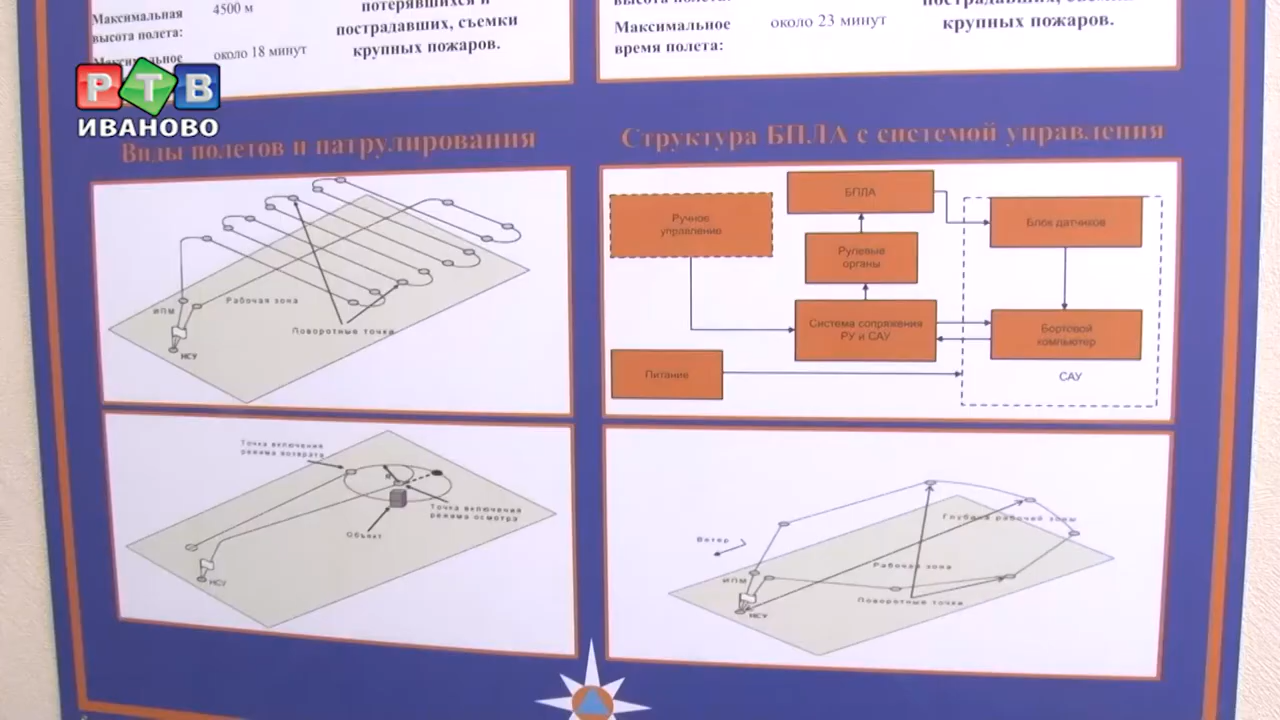 Максимальная
высота полета:
4500 м
около 18 минут
потерявшихся и
пострадавших, съемки
крупных пожаров.
Максимальное
время полета:
около 23 минут
крупных пожаров.
РТВ
ИВАНОВО
Виды полетов и патрулирования
Структура БПЛА с системой управления
Рабочая зона
ИПМ
Поворотные точки
НСУ
Ручное
управление
БПЛА
Рулевые
органы
Система сопряжения
РУ и САУ
Питание
Блок датчиков
Бортовой
компьютер
САУ
Точка включения
режима возврата
R
Точка включения
режима осмотра
Объект
НСУ
Ветер
Глубина рабочей зоны
Рабочая зона
ИПМ
Поворотные точки
НСУ